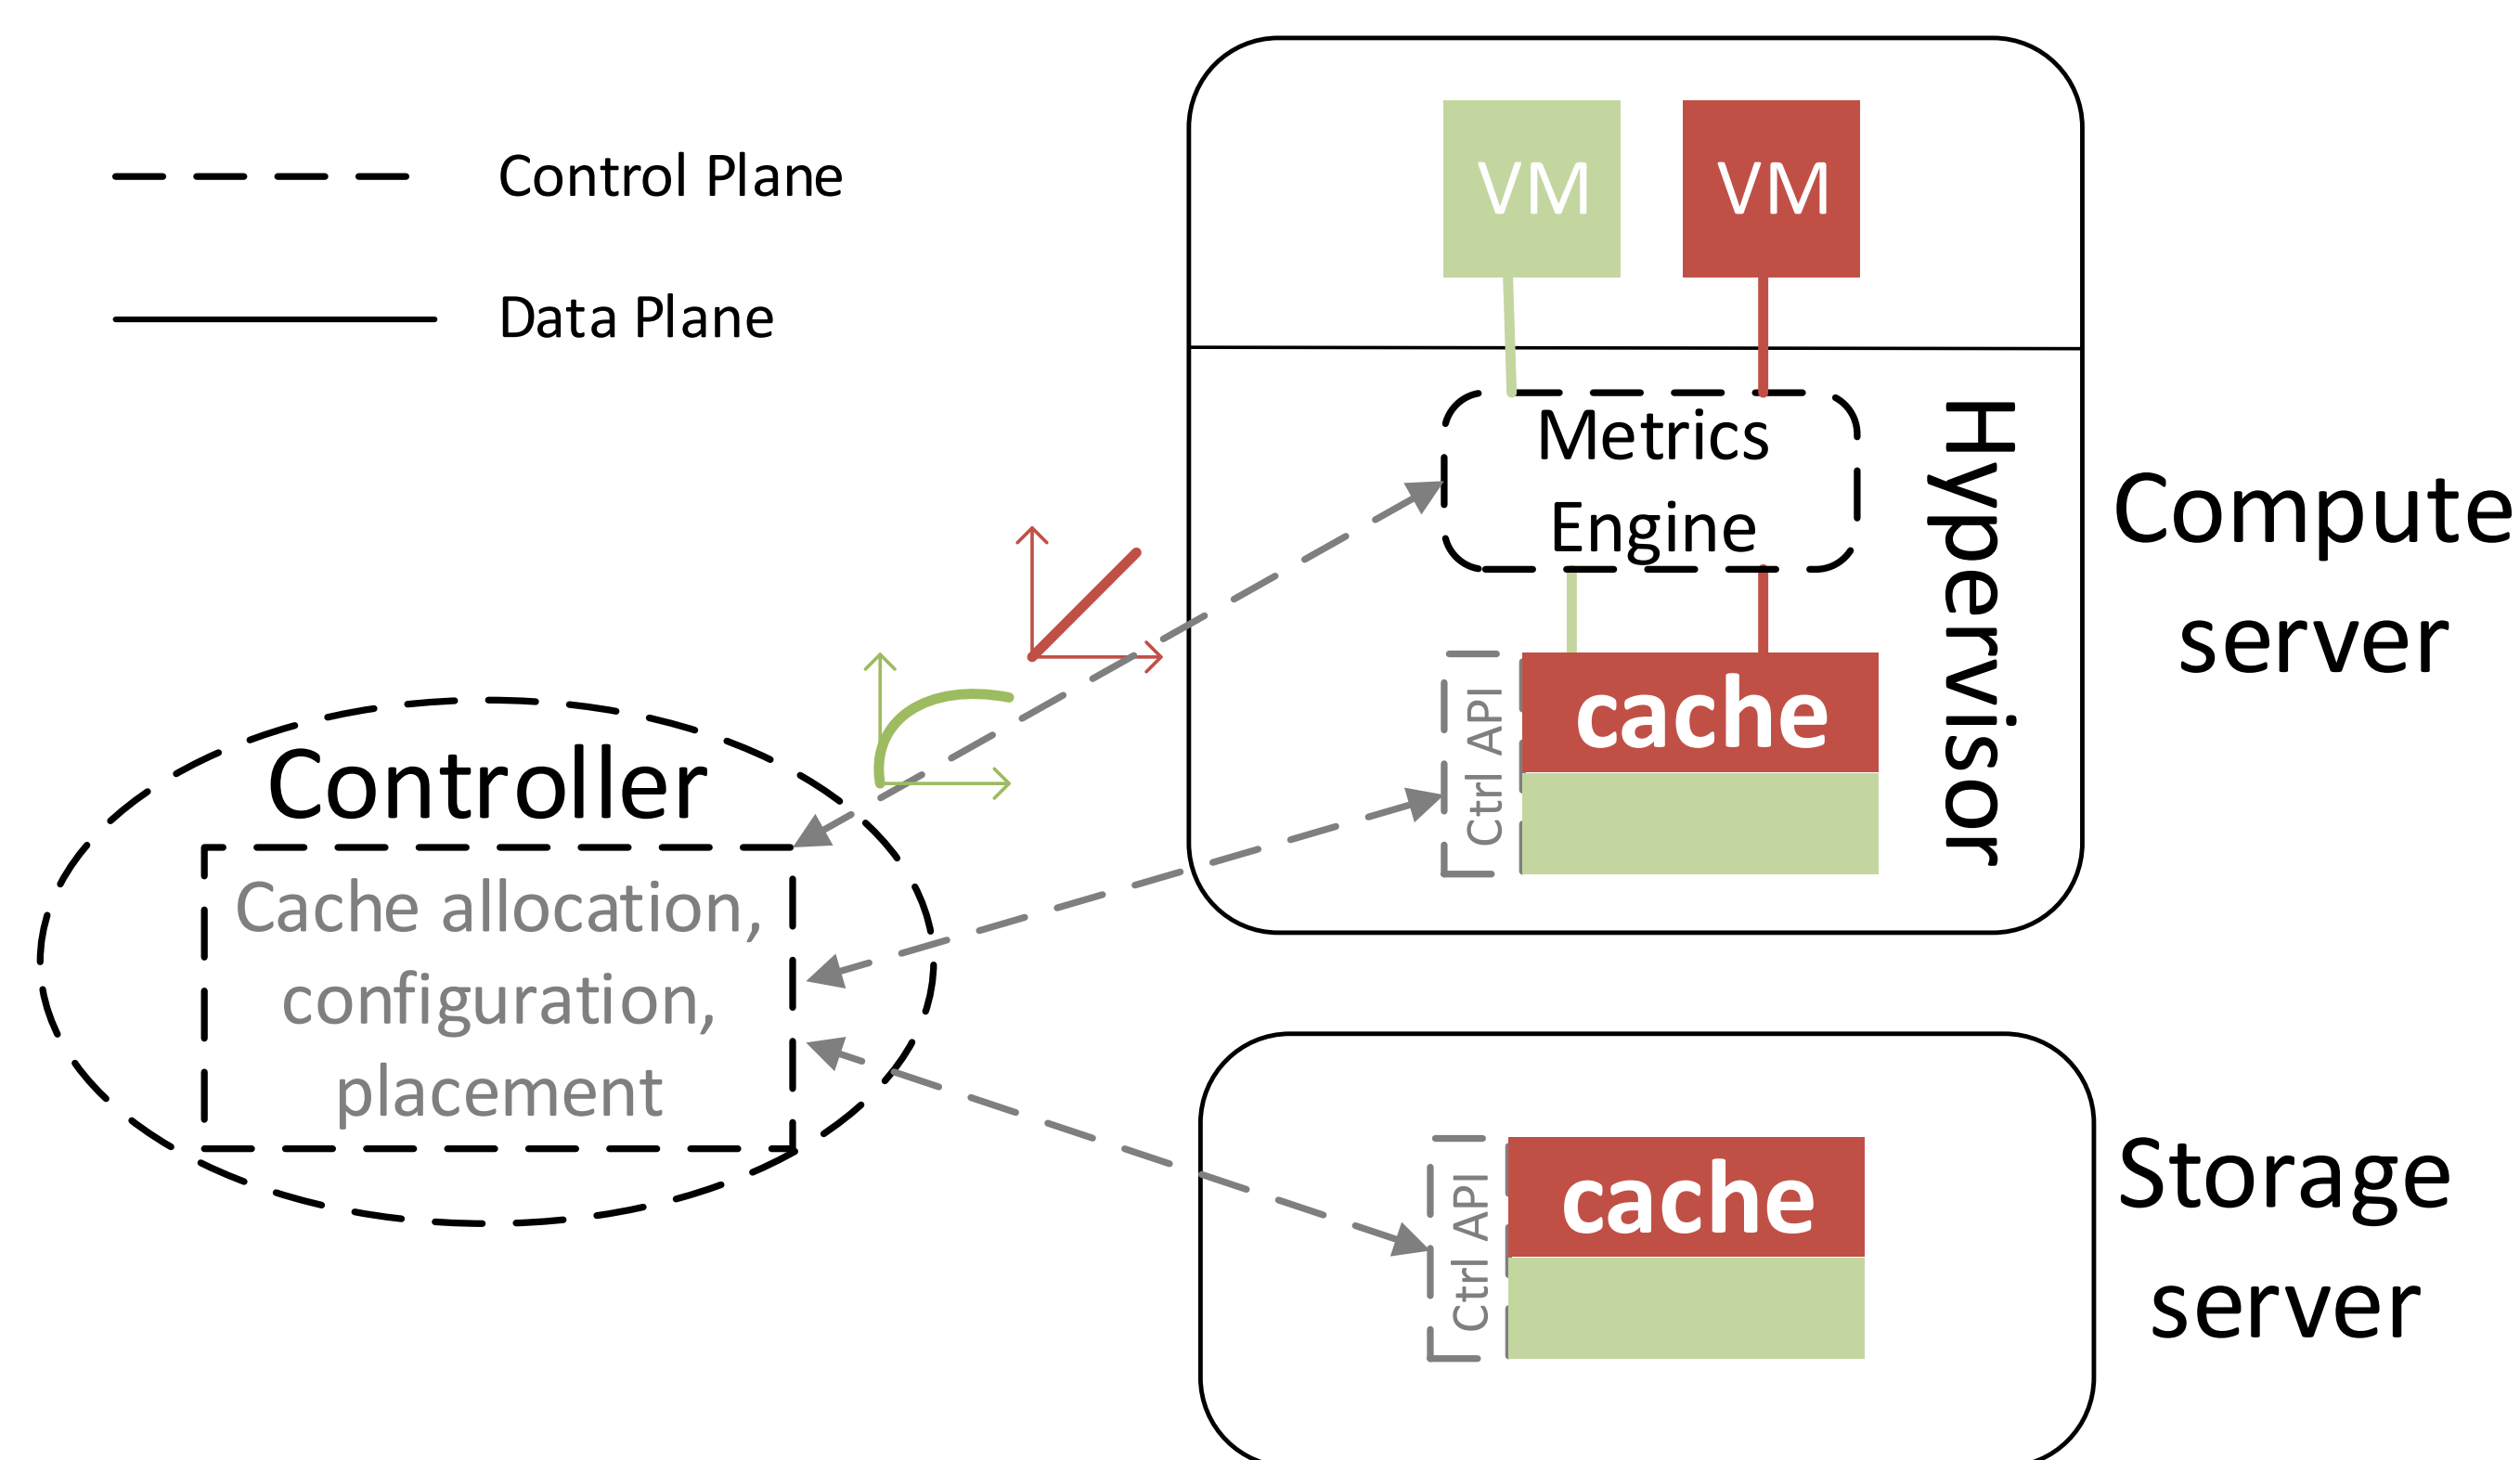 Control Plane
Data Plane
VM
VM
Metrics
Engine
Hypervisor
Compute
server
cache
Ctrl API
Controller
Cache allocation,
configuration,
placement
cache
Ctrl API
Storage
server